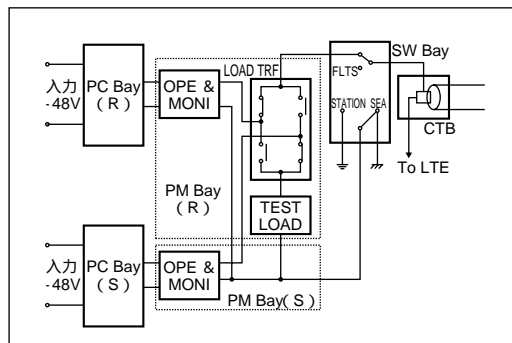 SW Bay
LOAD TRF
FLTS
PC Bay
( R )
OPE &
MONI
入力
-48V
STATION SEA
CTB
To LTE
PM Bay
( R )
TEST
LOAD
入力
-48V
PC Bay
( S )
OPE &
MONI
PM Bay( S )